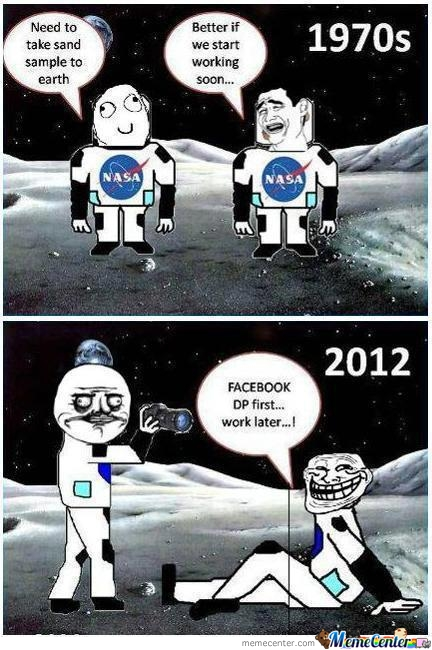 Need to
take sand
sample to
earth
Better if
we start
working
soon...
1970s
NASA
NASA
2012
FACEBOOK
DP first...
work later...!
memecenter.com
MemeCenter